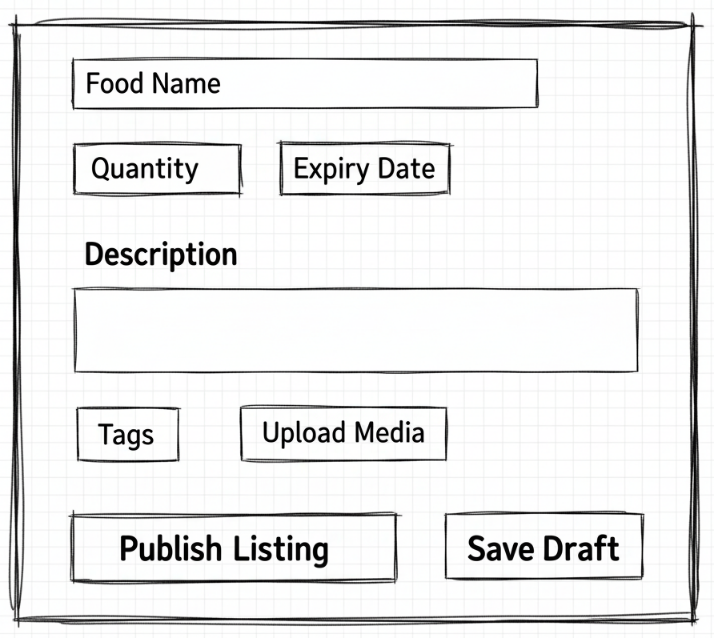 Food Name
Quantity Expiry Date
Description
Tags Upload Media
Publish Listing Save Draft